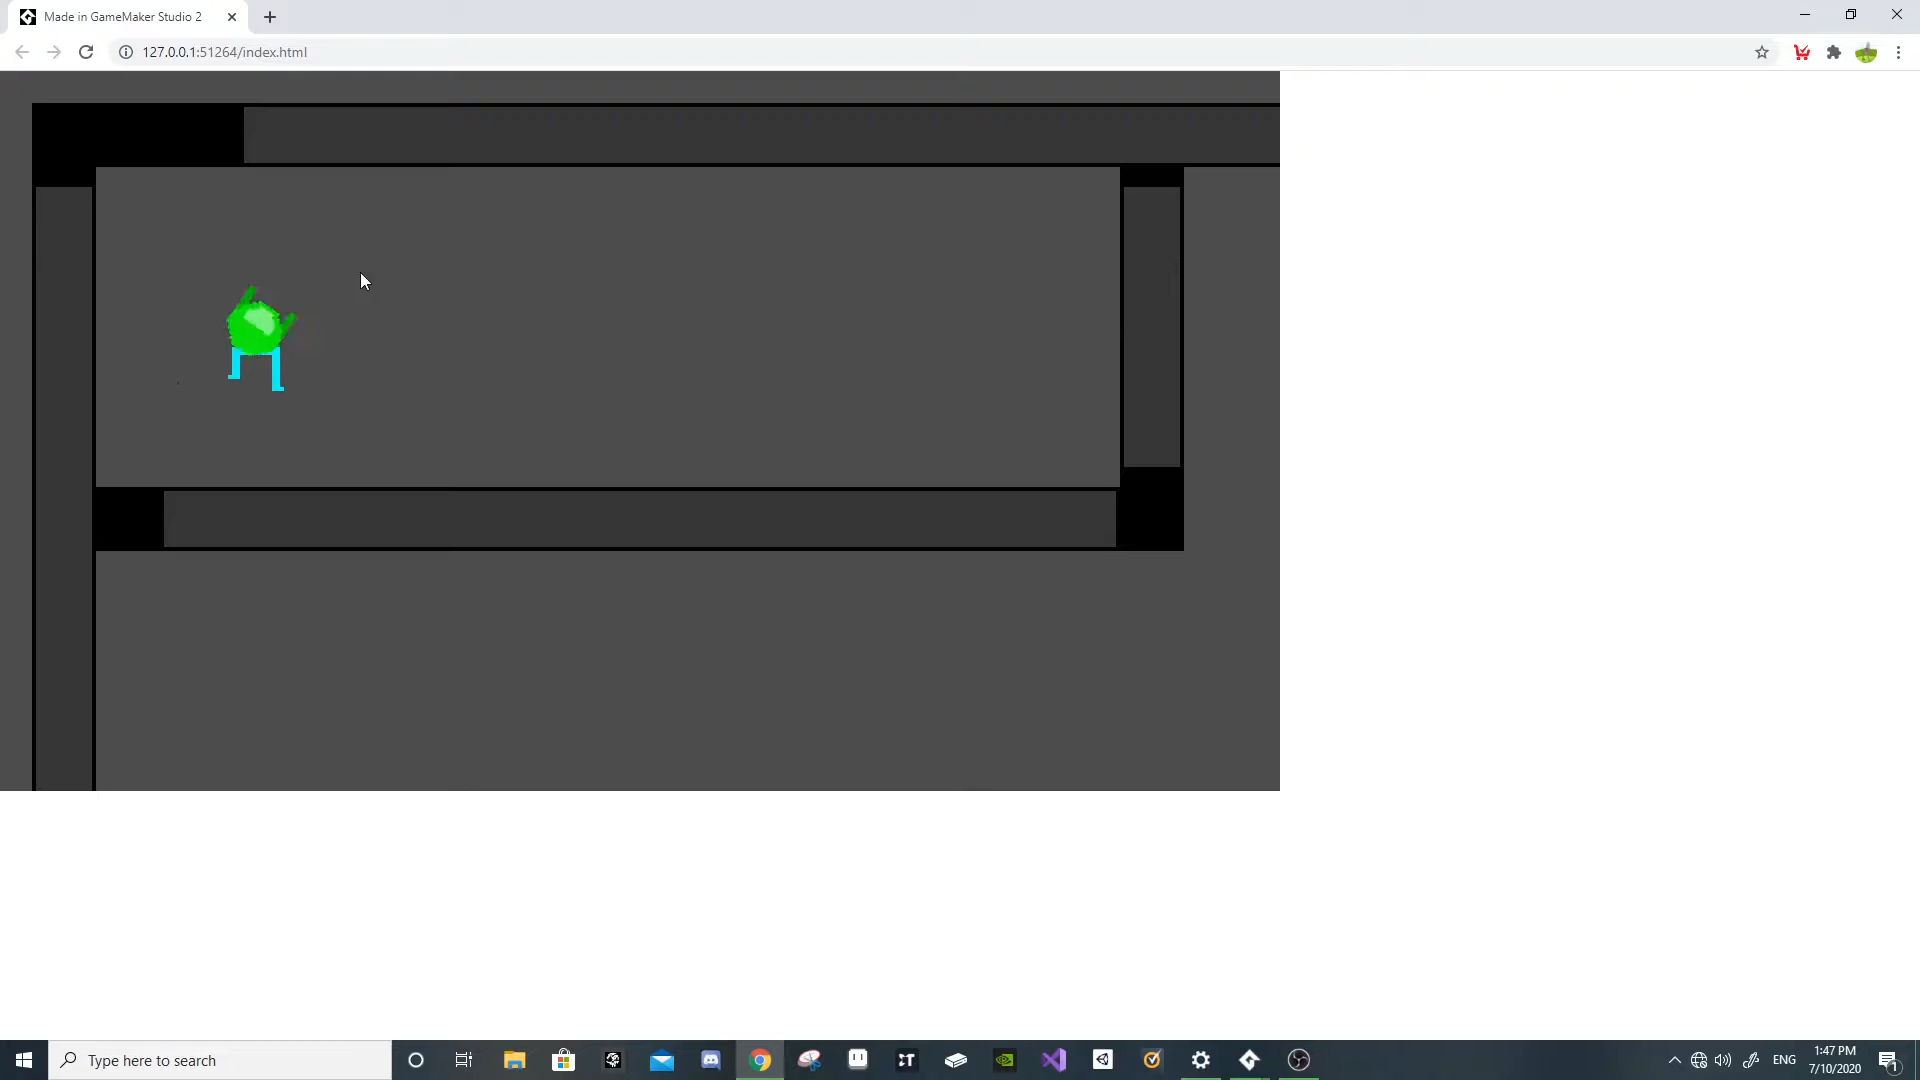 Made in GameMaker Studio 2
127.0.0.1:51264/index.html
Type here to search
ENG
1:47 PM
7/10/2020
1